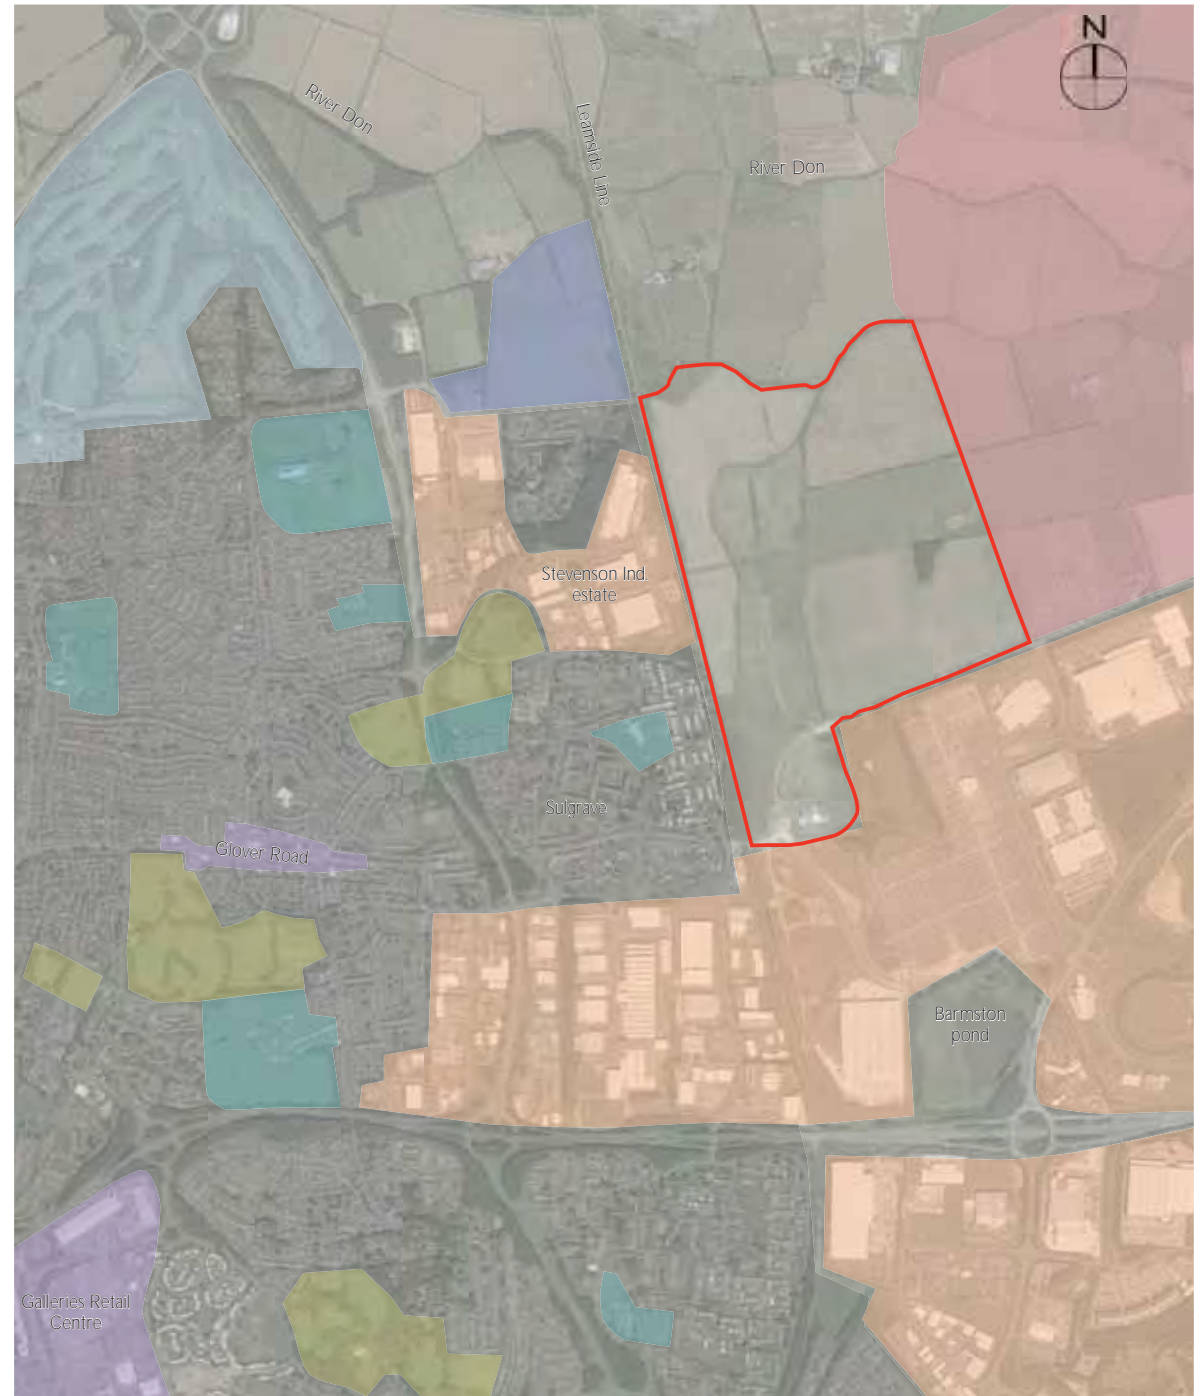 N
River Don
Leamside Line
River Don
Stevenson Ind.
estate
Sulgrave
Glover Road
Barmston
pond
Galleries Retail
Centre